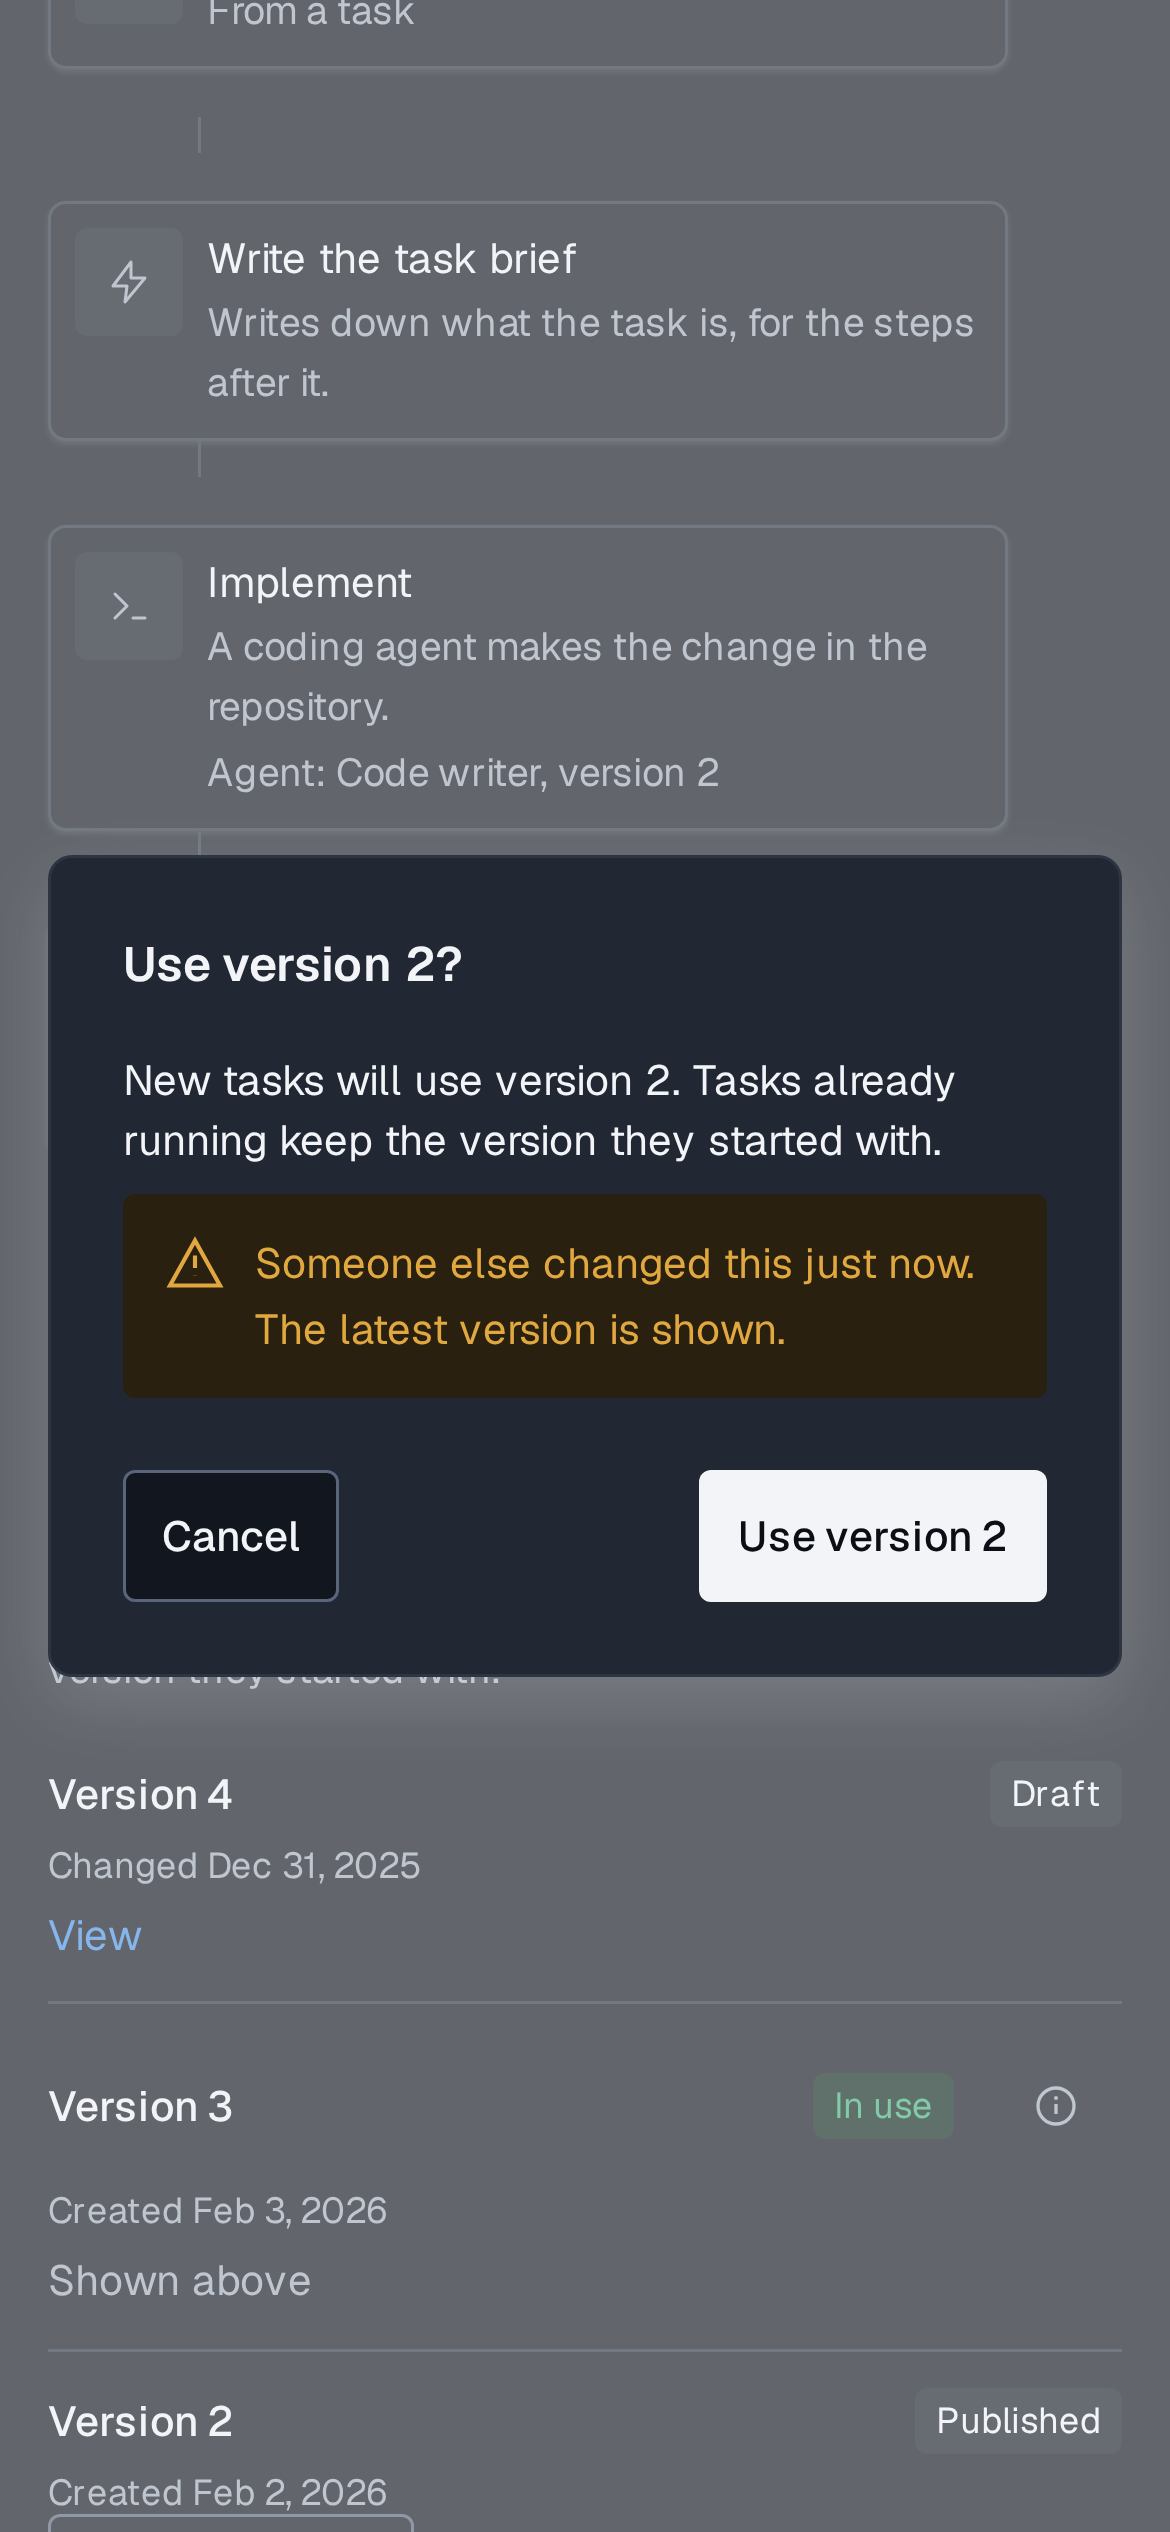 From a task
Write the task brief
Writes down what the task is, for the steps
after it.
Implement
A coding agent makes the change in the
repository.
Agent: Code writer, version 2
Use version 2?
New tasks will use version 2. Tasks already
running keep the version they started with.
Someone else changed this just now.
The latest version is shown.
Cancel
Use version 2
version they started with.
Version 4
Draft
Changed Dec 31, 2025
View
Version 3
In use
Created Feb 3, 2026
Shown above
Version 2
Published
Created Feb 2, 2026